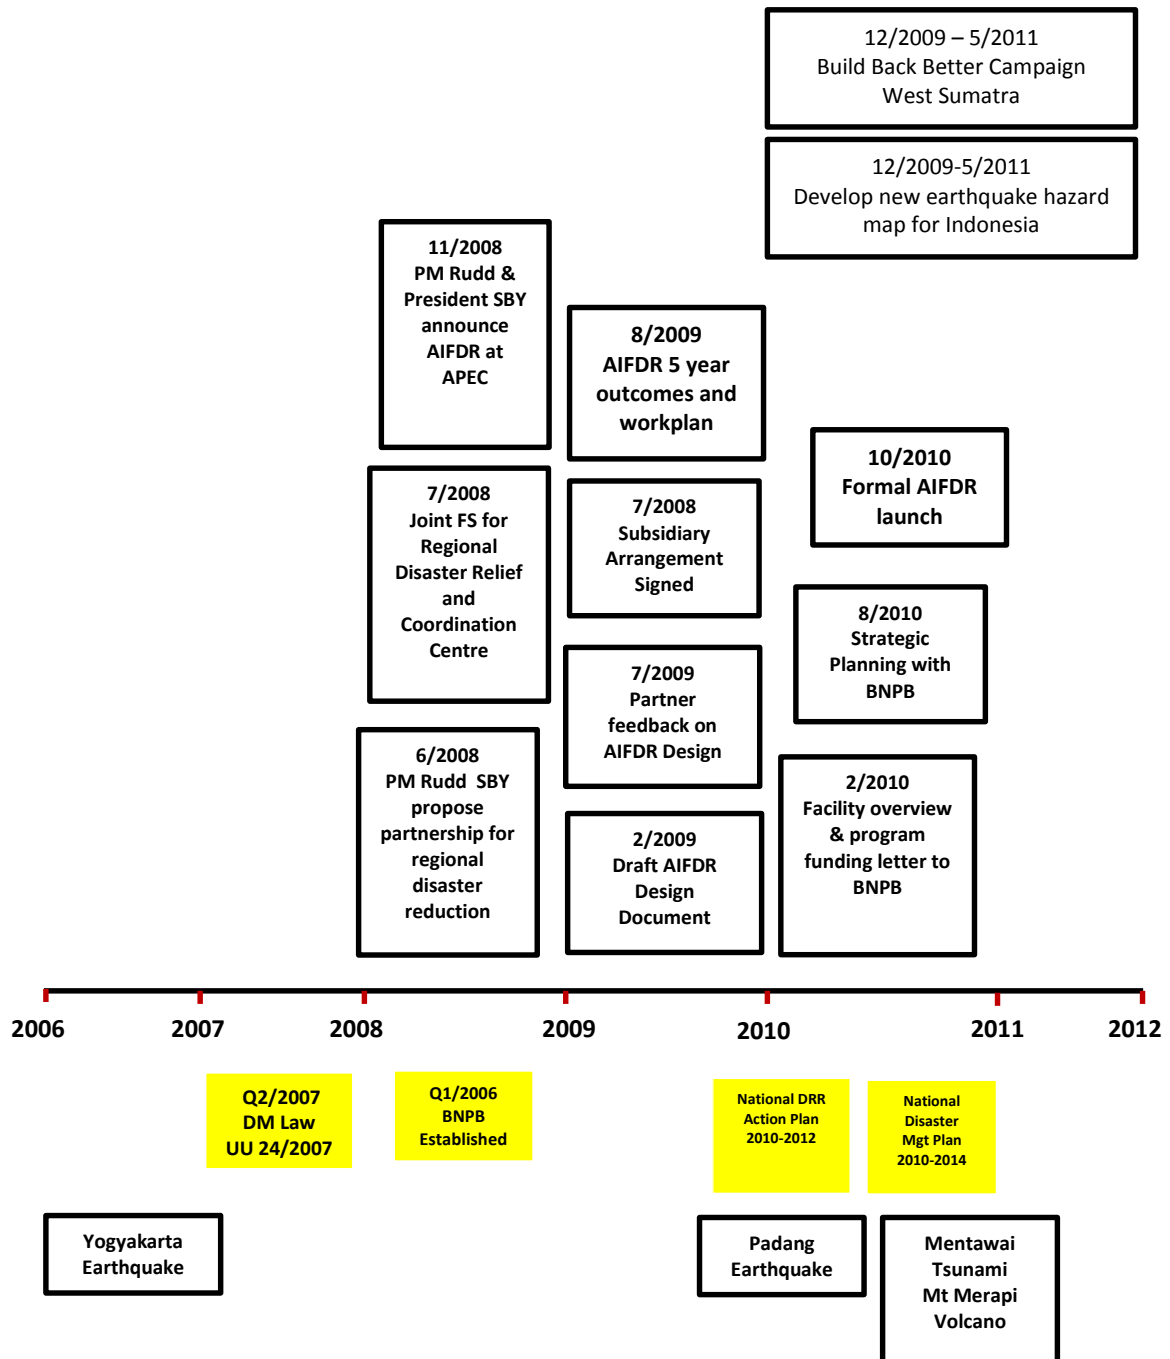 12/2009 – 5/2011
Build Back Better Campaign
West Sumatra
12/2009-5/2011
Develop new earthquake hazard
map for Indonesia
11/2008
PM Rudd &
President SBY
announce
AIFDR at
APEC
8/2009
AIFDR 5 year
outcomes and
workplan
10/2010
Formal AIFDR
launch
7/2008
Joint FS for
Regional
Disaster Relief
and
Coordination
Centre
7/2008
Subsidiary
Arrangement
Signed
8/2010
Strategic
Planning with
BNPB
7/2009
Partner
feedback on
AIFDR Design
6/2008
PM Rudd  SBY
propose
partnership for
regional
disaster
reduction
2/2009
Draft AIFDR
Design
Document
2/2010
Facility overview
& program
funding letter to
BNPB
2006 2007 2008 2009 2010 2011 2012
Q2/2007
DM Law
UU 24/2007
Q1/2006
BNPB
Established
National DRR
Action Plan
2010-2012
National
Disaster
Mgt Plan
2010-2014
Yogyakarta
Earthquake
Padang
Earthquake
Mentawai
Tsunami
Mt Merapi
Volcano